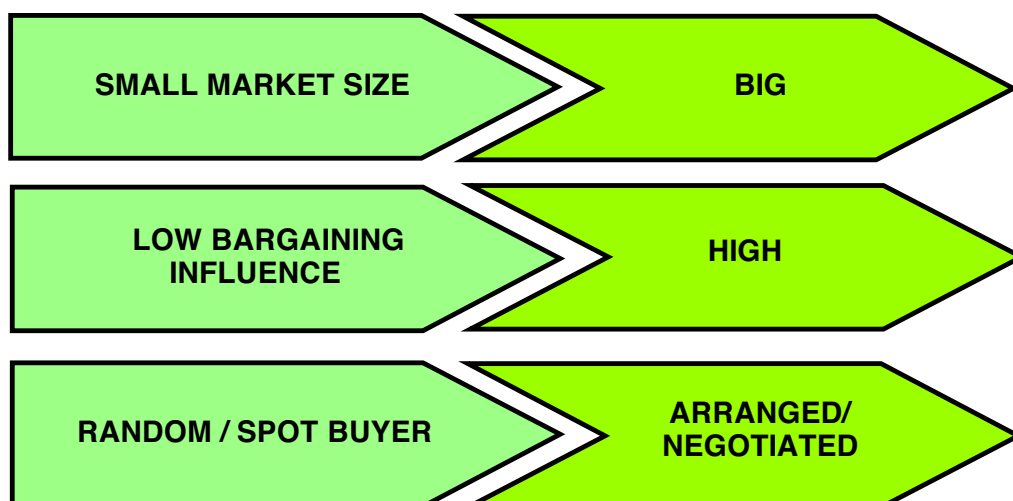 SMALL MARKET SIZE
BIG
LOW BARGAINING
INFLUENCE
HIGH
RANDOM / SPOT BUYER
ARRANGED/
NEGOTIATED